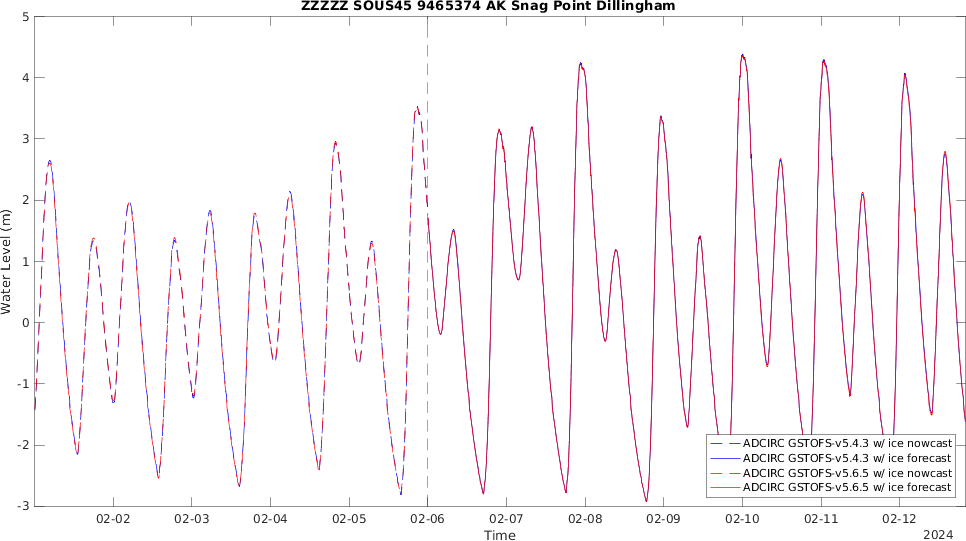 ZZZZZ SOUS45 9465374 AK Snag Point Dillingham
Water Level (m)
5
4
3
2
1
0
-1
-2
-3
ADCIRC GSTOFS-v5.4.3 w/ ice nowcast
ADCIRC GSTOFS-v5.4.3 w/ ice forecast
ADCIRC GSTOFS-v5.6.5 w/ ice nowcast
ADCIRC GSTOFS-v5.6.5 w/ ice forecast
02-02 02-03 02-04 02-05 02-06 02-07 02-08 02-09 02-10 02-11 02-12
Time
2024